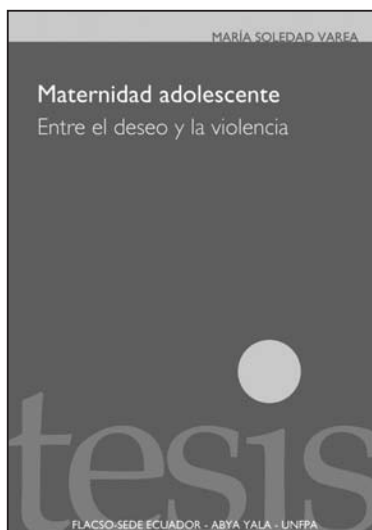 MARÍA SOLEDAD VAREA
Maternidad adolescente
Entre el deseo y la violencia
tesis
FLACSO-SEDE ECUADOR - ABYA YALA - UNFPA